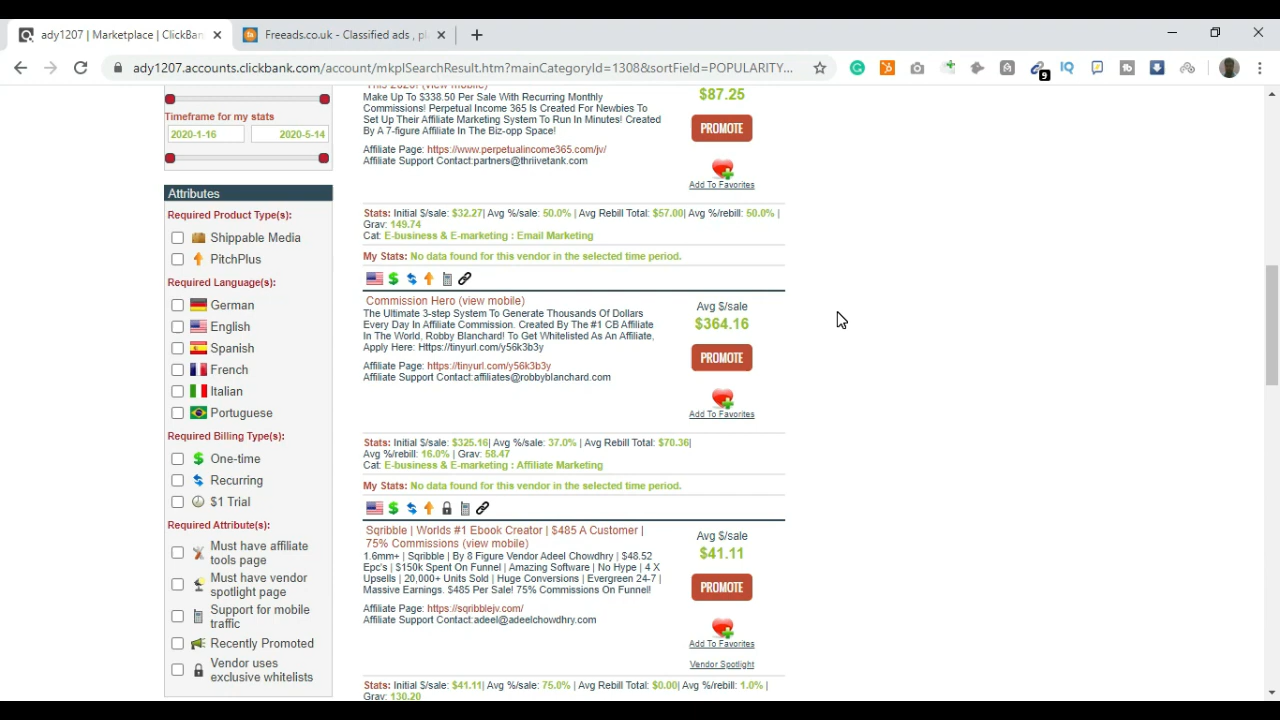 ady1207 | Marketplace | ClickBan
Freeads.co.uk - Classified ads , pl
ady1207.accounts.clickbank.com/account/mkplSearchResult.htm?mainCategoryId=1308&sortField=POPULARITY...
9
Timeframe for my stats
2020-1-16 2020-5-14
Attributes
Required Product Type(s):
Shippable Media
PitchPlus
Required Language(s):
German
English
Spanish
French
Italian
Portuguese
Required Billing Type(s):
One-time
Recurring
$1 Trial
Required Attribute(s):
Must have affiliate
tools page
Must have vendor
spotlight page
Support for mobile
traffic
Recently Promoted
Vendor uses
exclusive whitelists
This 2020! (view mobile)
Make Up To $338.50 Per Sale With Recurring Monthly
Commissions! Perpetual Income 365 Is Created For Newbies To
Set Up Their Affiliate Marketing System To Run In Minutes! Created
By A 7-figure Affiliate In The Biz-opp Space!
Affiliate Page: https://www.perpetualincome365.com/jv/
Affiliate Support Contact:partners@thriivetank.com
$87.25
PROMOTE
Add To Favorites
Stats: Initial $/sale: $32.27| Avg %/sale: 50.0% | Avg Rebill Total: $57.00| Avg %/rebill: 50.0% |
Grav: 149.74
Cat: E-business & E-marketing : Email Marketing
My Stats: No data found for this vendor in the selected time period.
Commission Hero (view mobile)
The Ultimate 3-step System To Generate Thousands Of Dollars
Every Day In Affiliate Commission. Created By The #1 CB Affiliate
In The World, Robby Blanchard! To Get Whitelisted As An Affiliate,
Apply Here: Https://tinyurl.com/y56k3b3y
Affiliate Page: https://tinyurl.com/y56k3b3y
Affiliate Support Contact:affiliates@robbyblanchard.com
Avg $/sale
$364.16
PROMOTE
Add To Favorites
Stats: Initial $/sale: $325.16| Avg %/sale: 37.0% | Avg Rebill Total: $70.36|
Avg %/rebill: 16.0% | Grav: 58.47
Cat: E-business & E-marketing : Affiliate Marketing
My Stats: No data found for this vendor in the selected time period.
Sqribble | Worlds #1 Ebook Creator | $485 A Customer |
75% Commissions (view mobile)
1.6mm+ | Sqribble | By 8 Figure Vendor Adeel Chowdhry | $48.52
Epc's | $150k Spent On Funnel | Amazing Software | No Hype | 4 X
Upsells | 20,000+ Units Sold | Huge Conversions | Evergreen 24-7 |
Massive Earnings. $485 Per Sale! 75% Commissions On Funnel!
Affiliate Page: https://sqribblejv.com/
Affiliate Support Contact:adeel@adeelchowdhry.com
Avg $/sale
$41.11
PROMOTE
Add To Favorites
Vendor Spotlight
Stats: Initial $/sale: $41.11| Avg %/sale: 75.0% | Avg Rebill Total: $0.00| Avg %/rebill: 1.0% |
Grav: 130.20